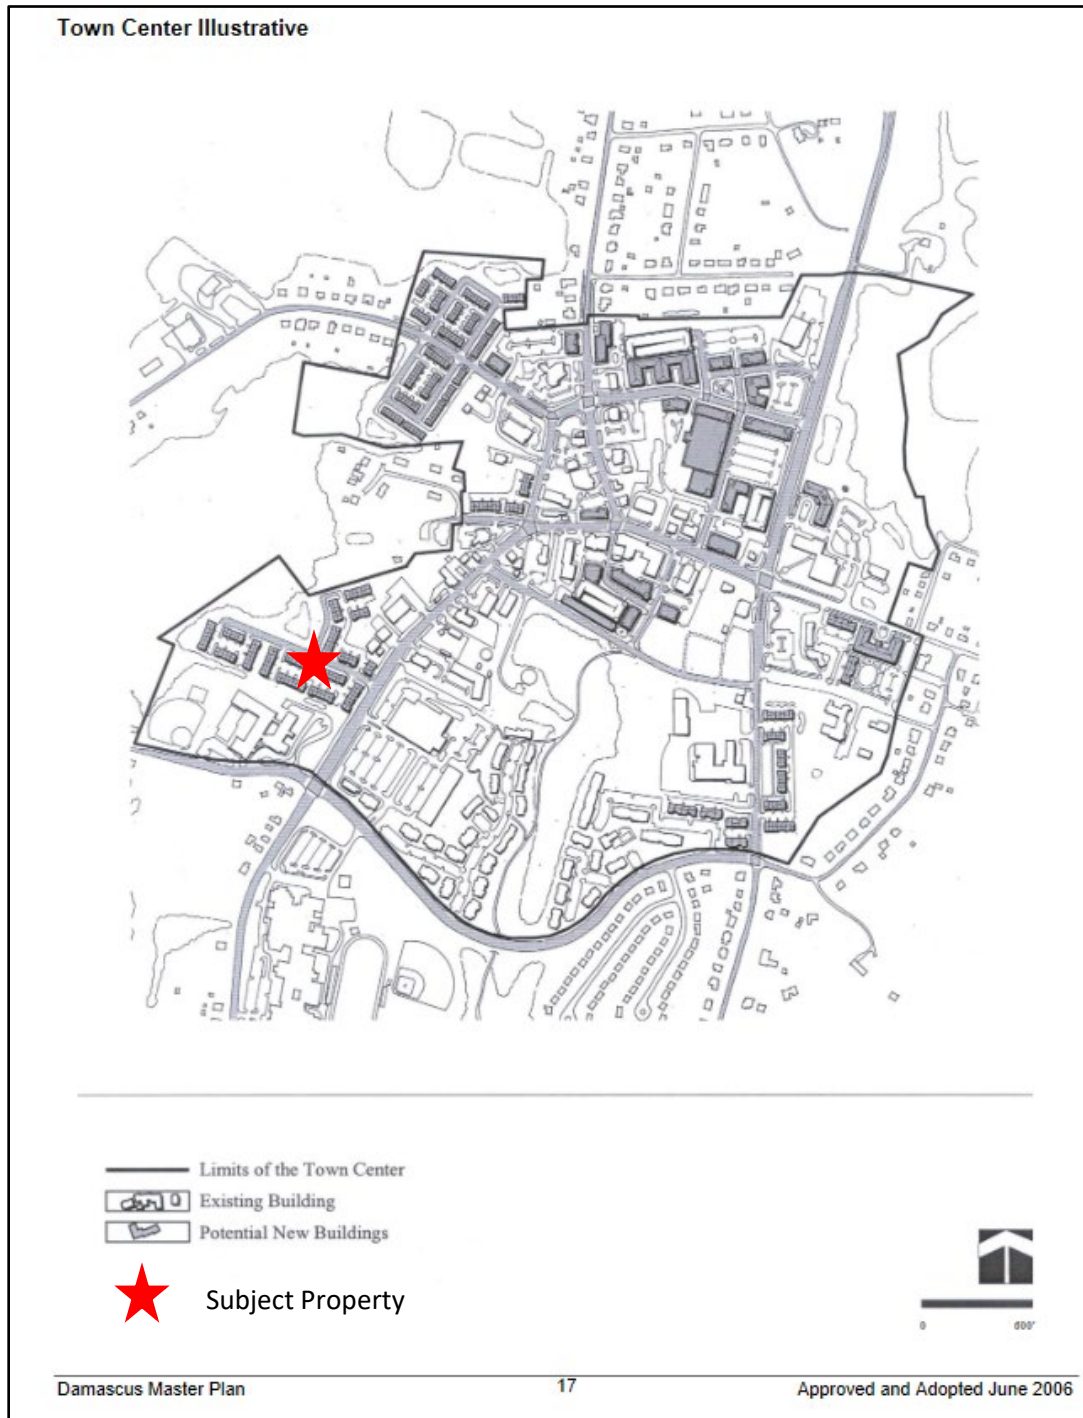 Town Center Illustrative
Limits of the Town Center
Existing Building
Potential New Buildings
Subject Property
0 600'
Damascus Master Plan 17 Approved and Adopted June 2006